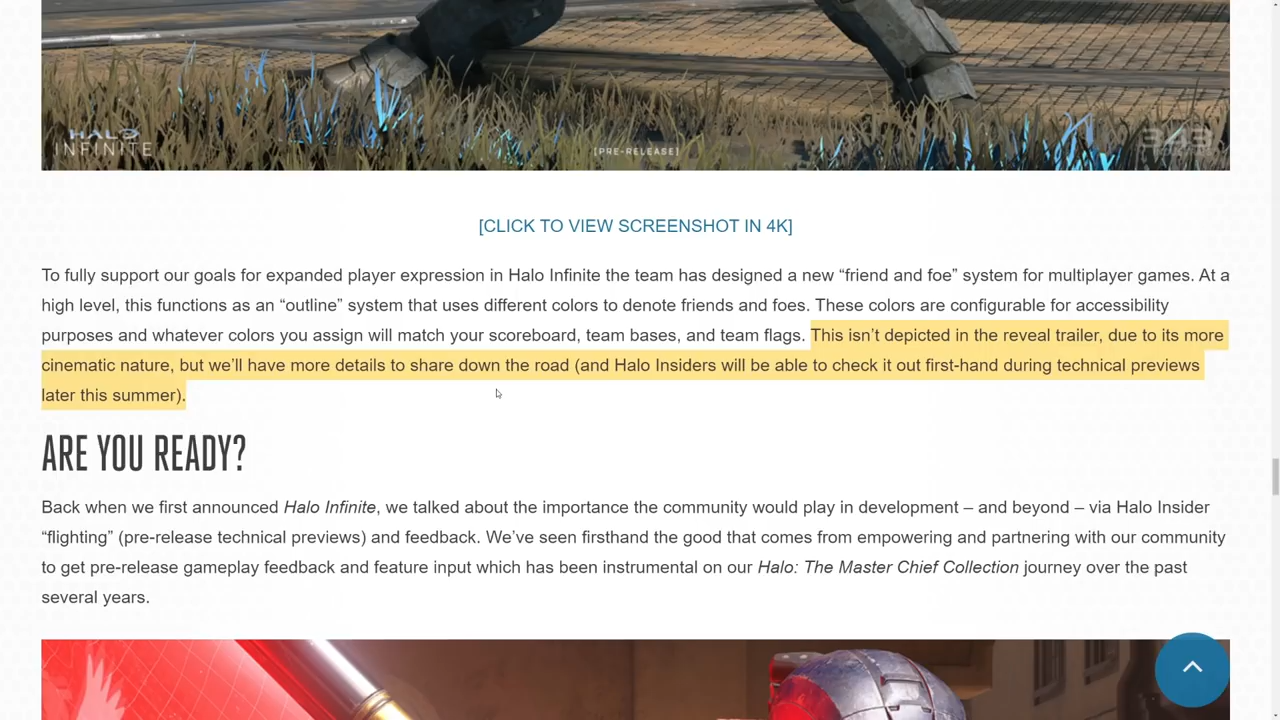 HALO
INFINITE
[PRE-RELEASE]
343
[CLICK TO VIEW SCREENSHOT IN 4K]
To fully support our goals for expanded player expression in Halo Infinite the team has designed a new “friend and foe” system for multiplayer games. At a
high level, this functions as an “outline” system that uses different colors to denote friends and foes. These colors are configurable for accessibility
purposes and whatever colors you assign will match your scoreboard, team bases, and team flags. This isn’t depicted in the reveal trailer, due to its more
cinematic nature, but we’ll have more details to share down the road (and Halo Insiders will be able to check it out first-hand during technical previews
later this summer).
ARE YOU READY?
Back when we first announced Halo Infinite, we talked about the importance the community would play in development – and beyond – via Halo Insider
“flighting” (pre-release technical previews) and feedback. We’ve seen firsthand the good that comes from empowering and partnering with our community
to get pre-release gameplay feedback and feature input which has been instrumental on our Halo: The Master Chief Collection journey over the past
several years.